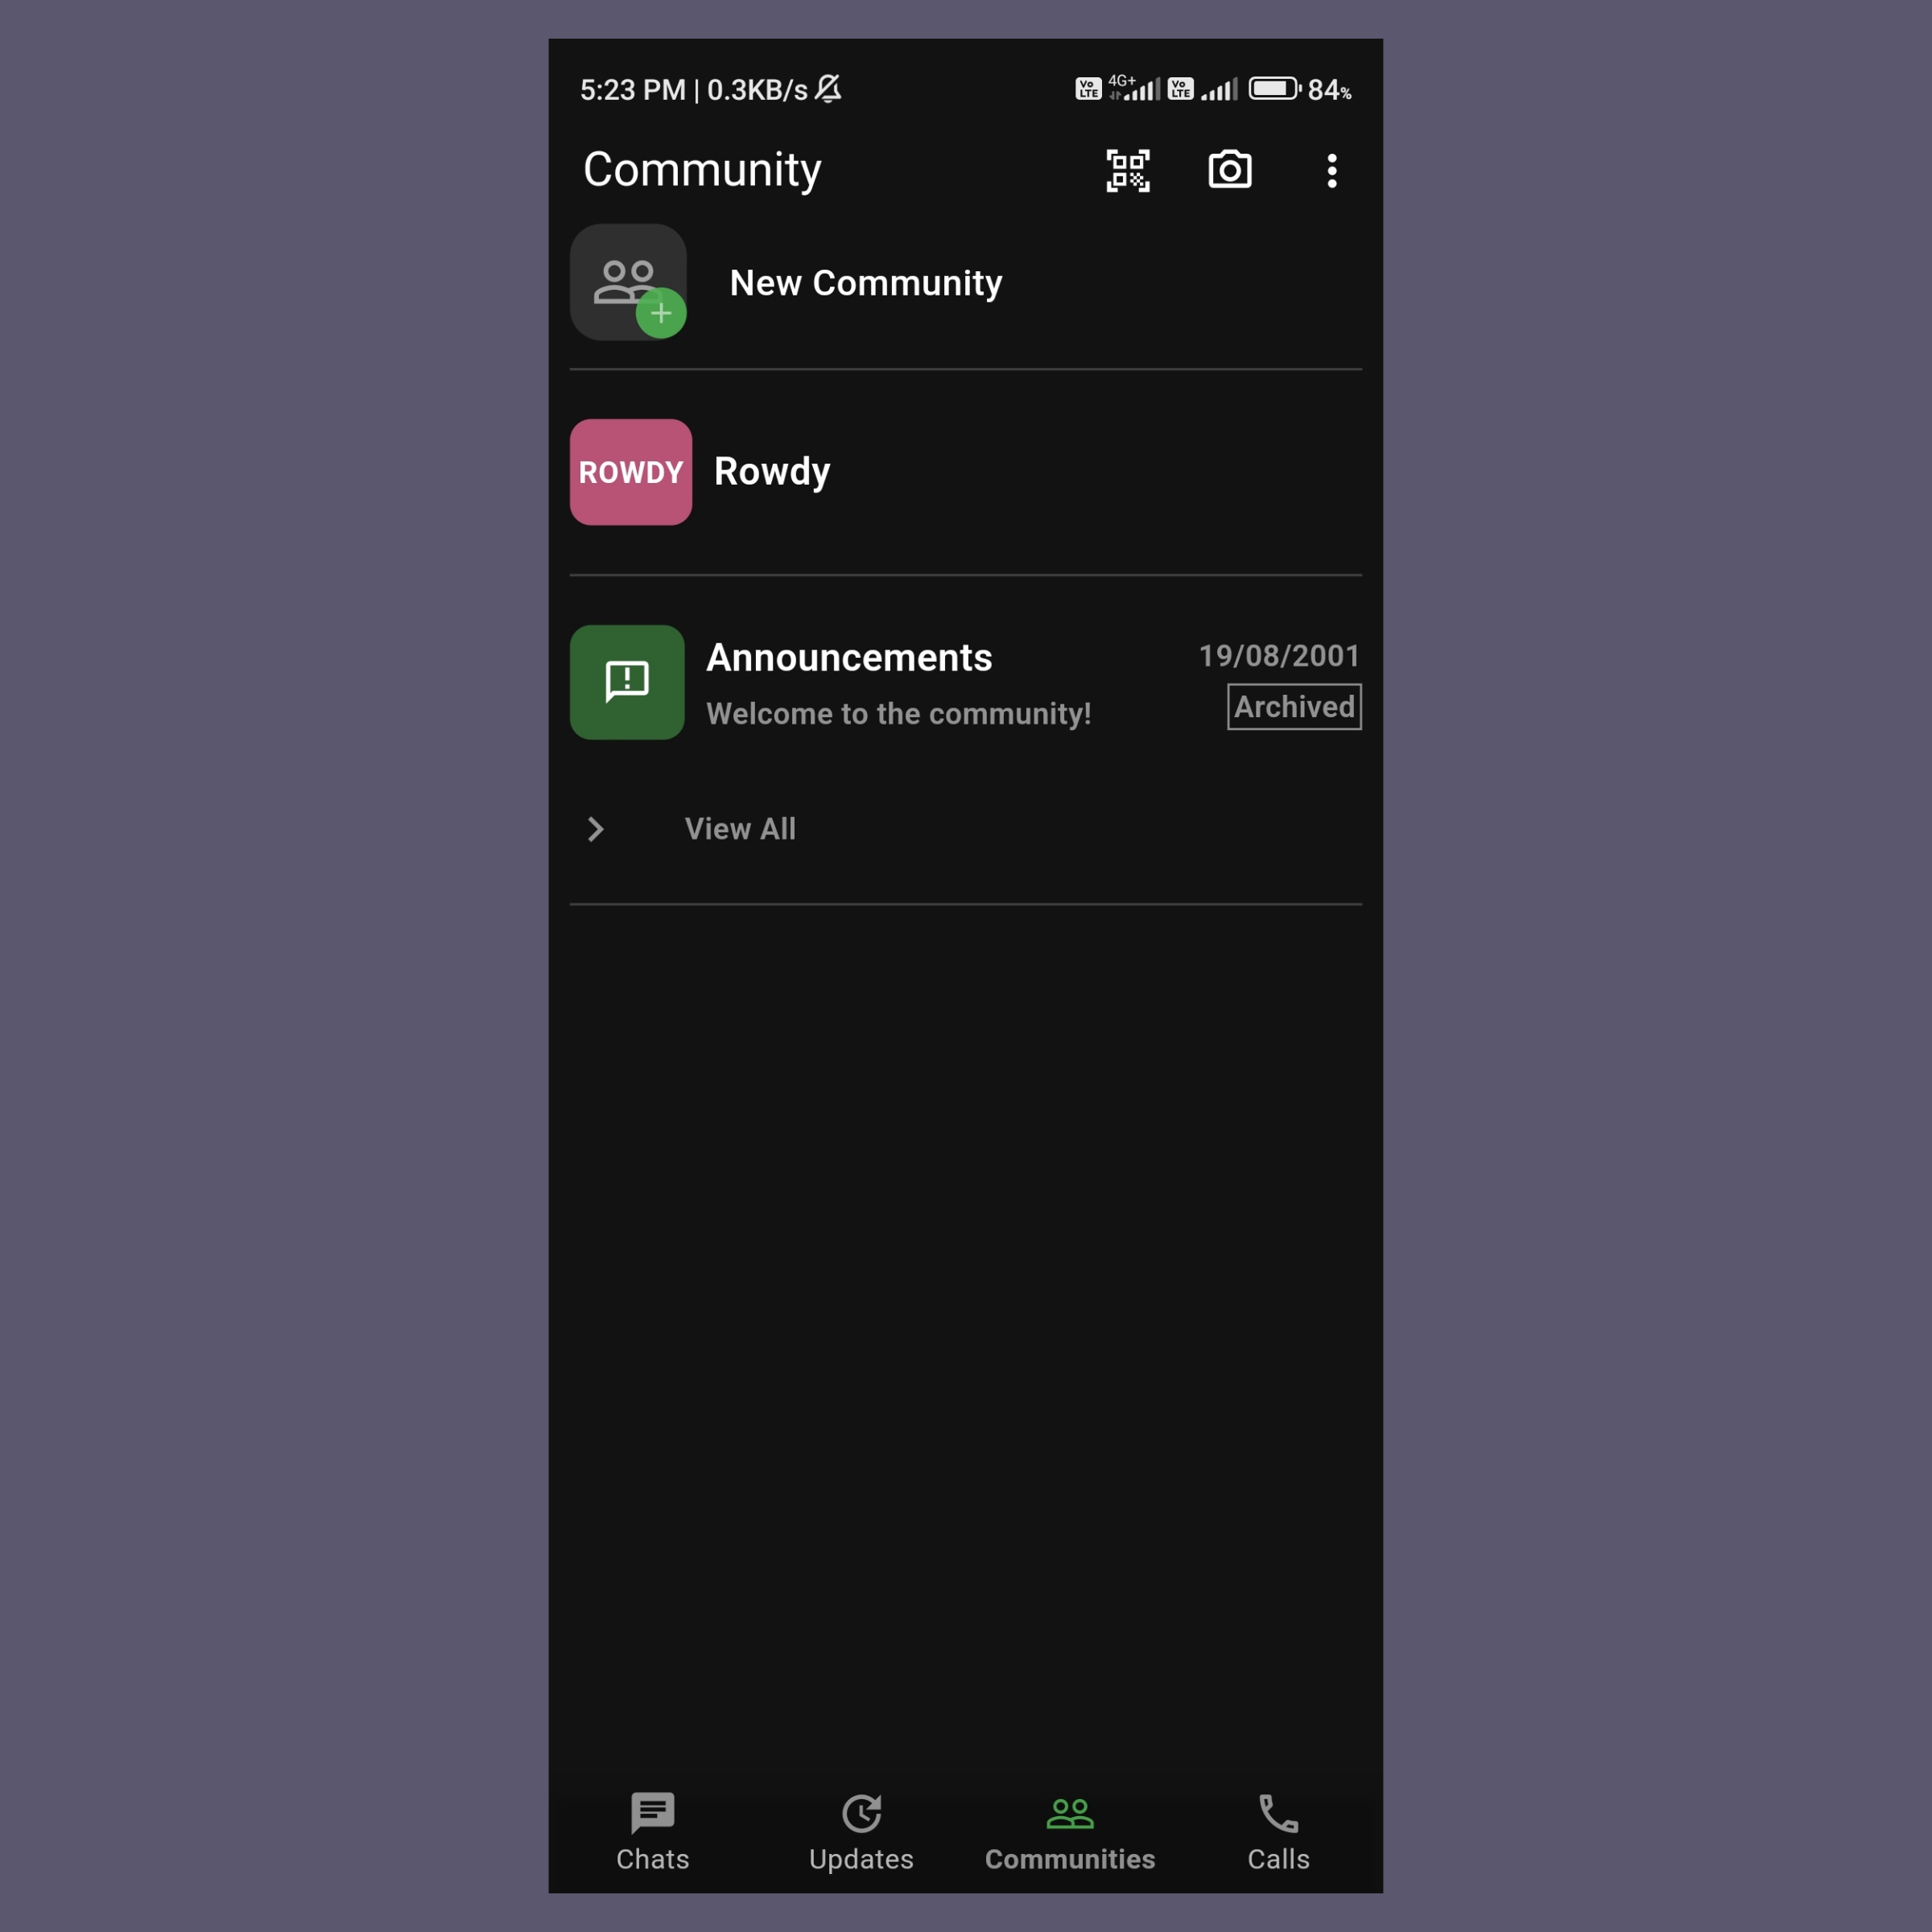 5:23 PM | 0.3KB/s Vo LTE 4G+ Vo LTE 84%
Community
New Community
ROWDY Rowdy
Announcements 19/08/2001
Welcome to the community! Archived
View All
Chats Updates Communities Calls